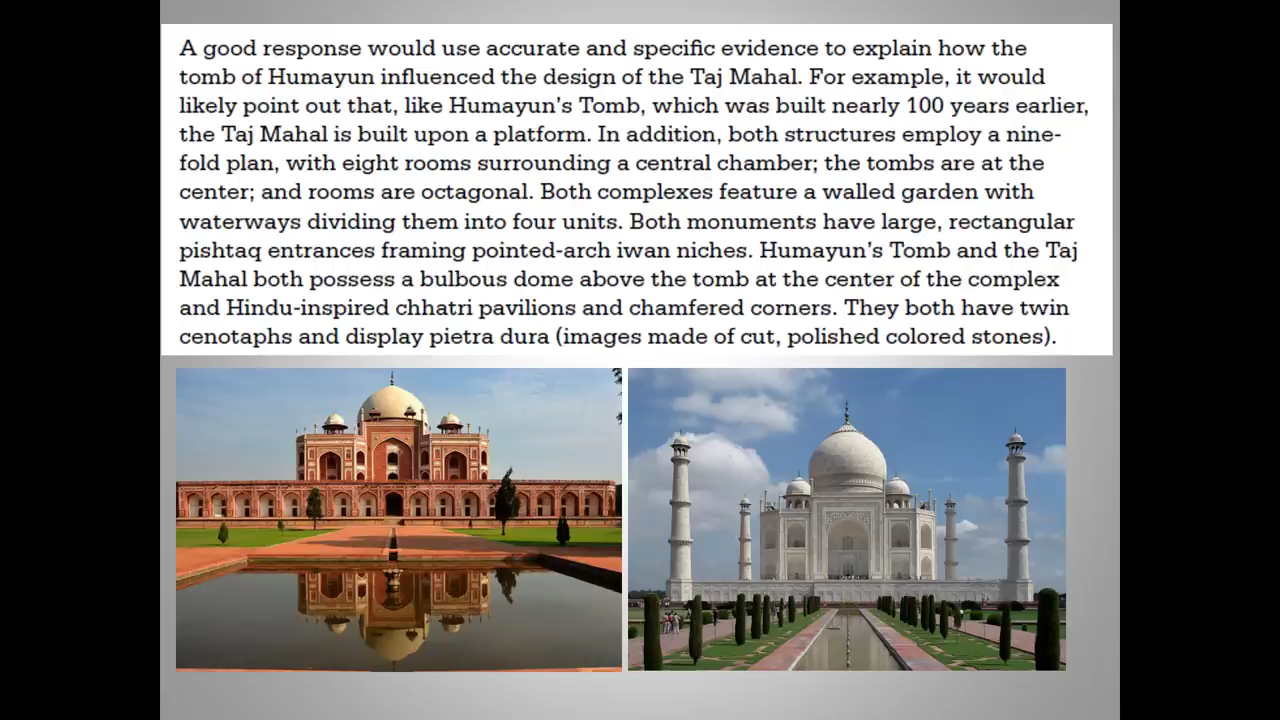 A good response would use accurate and specific evidence to explain how the
tomb of Humayun influenced the design of the Taj Mahal. For example, it would
likely point out that, like Humayun's Tomb, which was built nearly 100 years earlier,
the Taj Mahal is built upon a platform. In addition, both structures employ a nine-
fold plan, with eight rooms surrounding a central chamber; the tombs are at the
center; and rooms are octagonal. Both complexes feature a walled garden with
waterways dividing them into four units. Both monuments have large, rectangular
pishtaq entrances framing pointed-arch iwan niches. Humayun's Tomb and the Taj
Mahal both possess a bulbous dome above the tomb at the center of the complex
and Hindu-inspired chhatri pavilions and chamfered corners. They both have twin
cenotaphs and display pietra dura (images made of cut, polished colored stones).